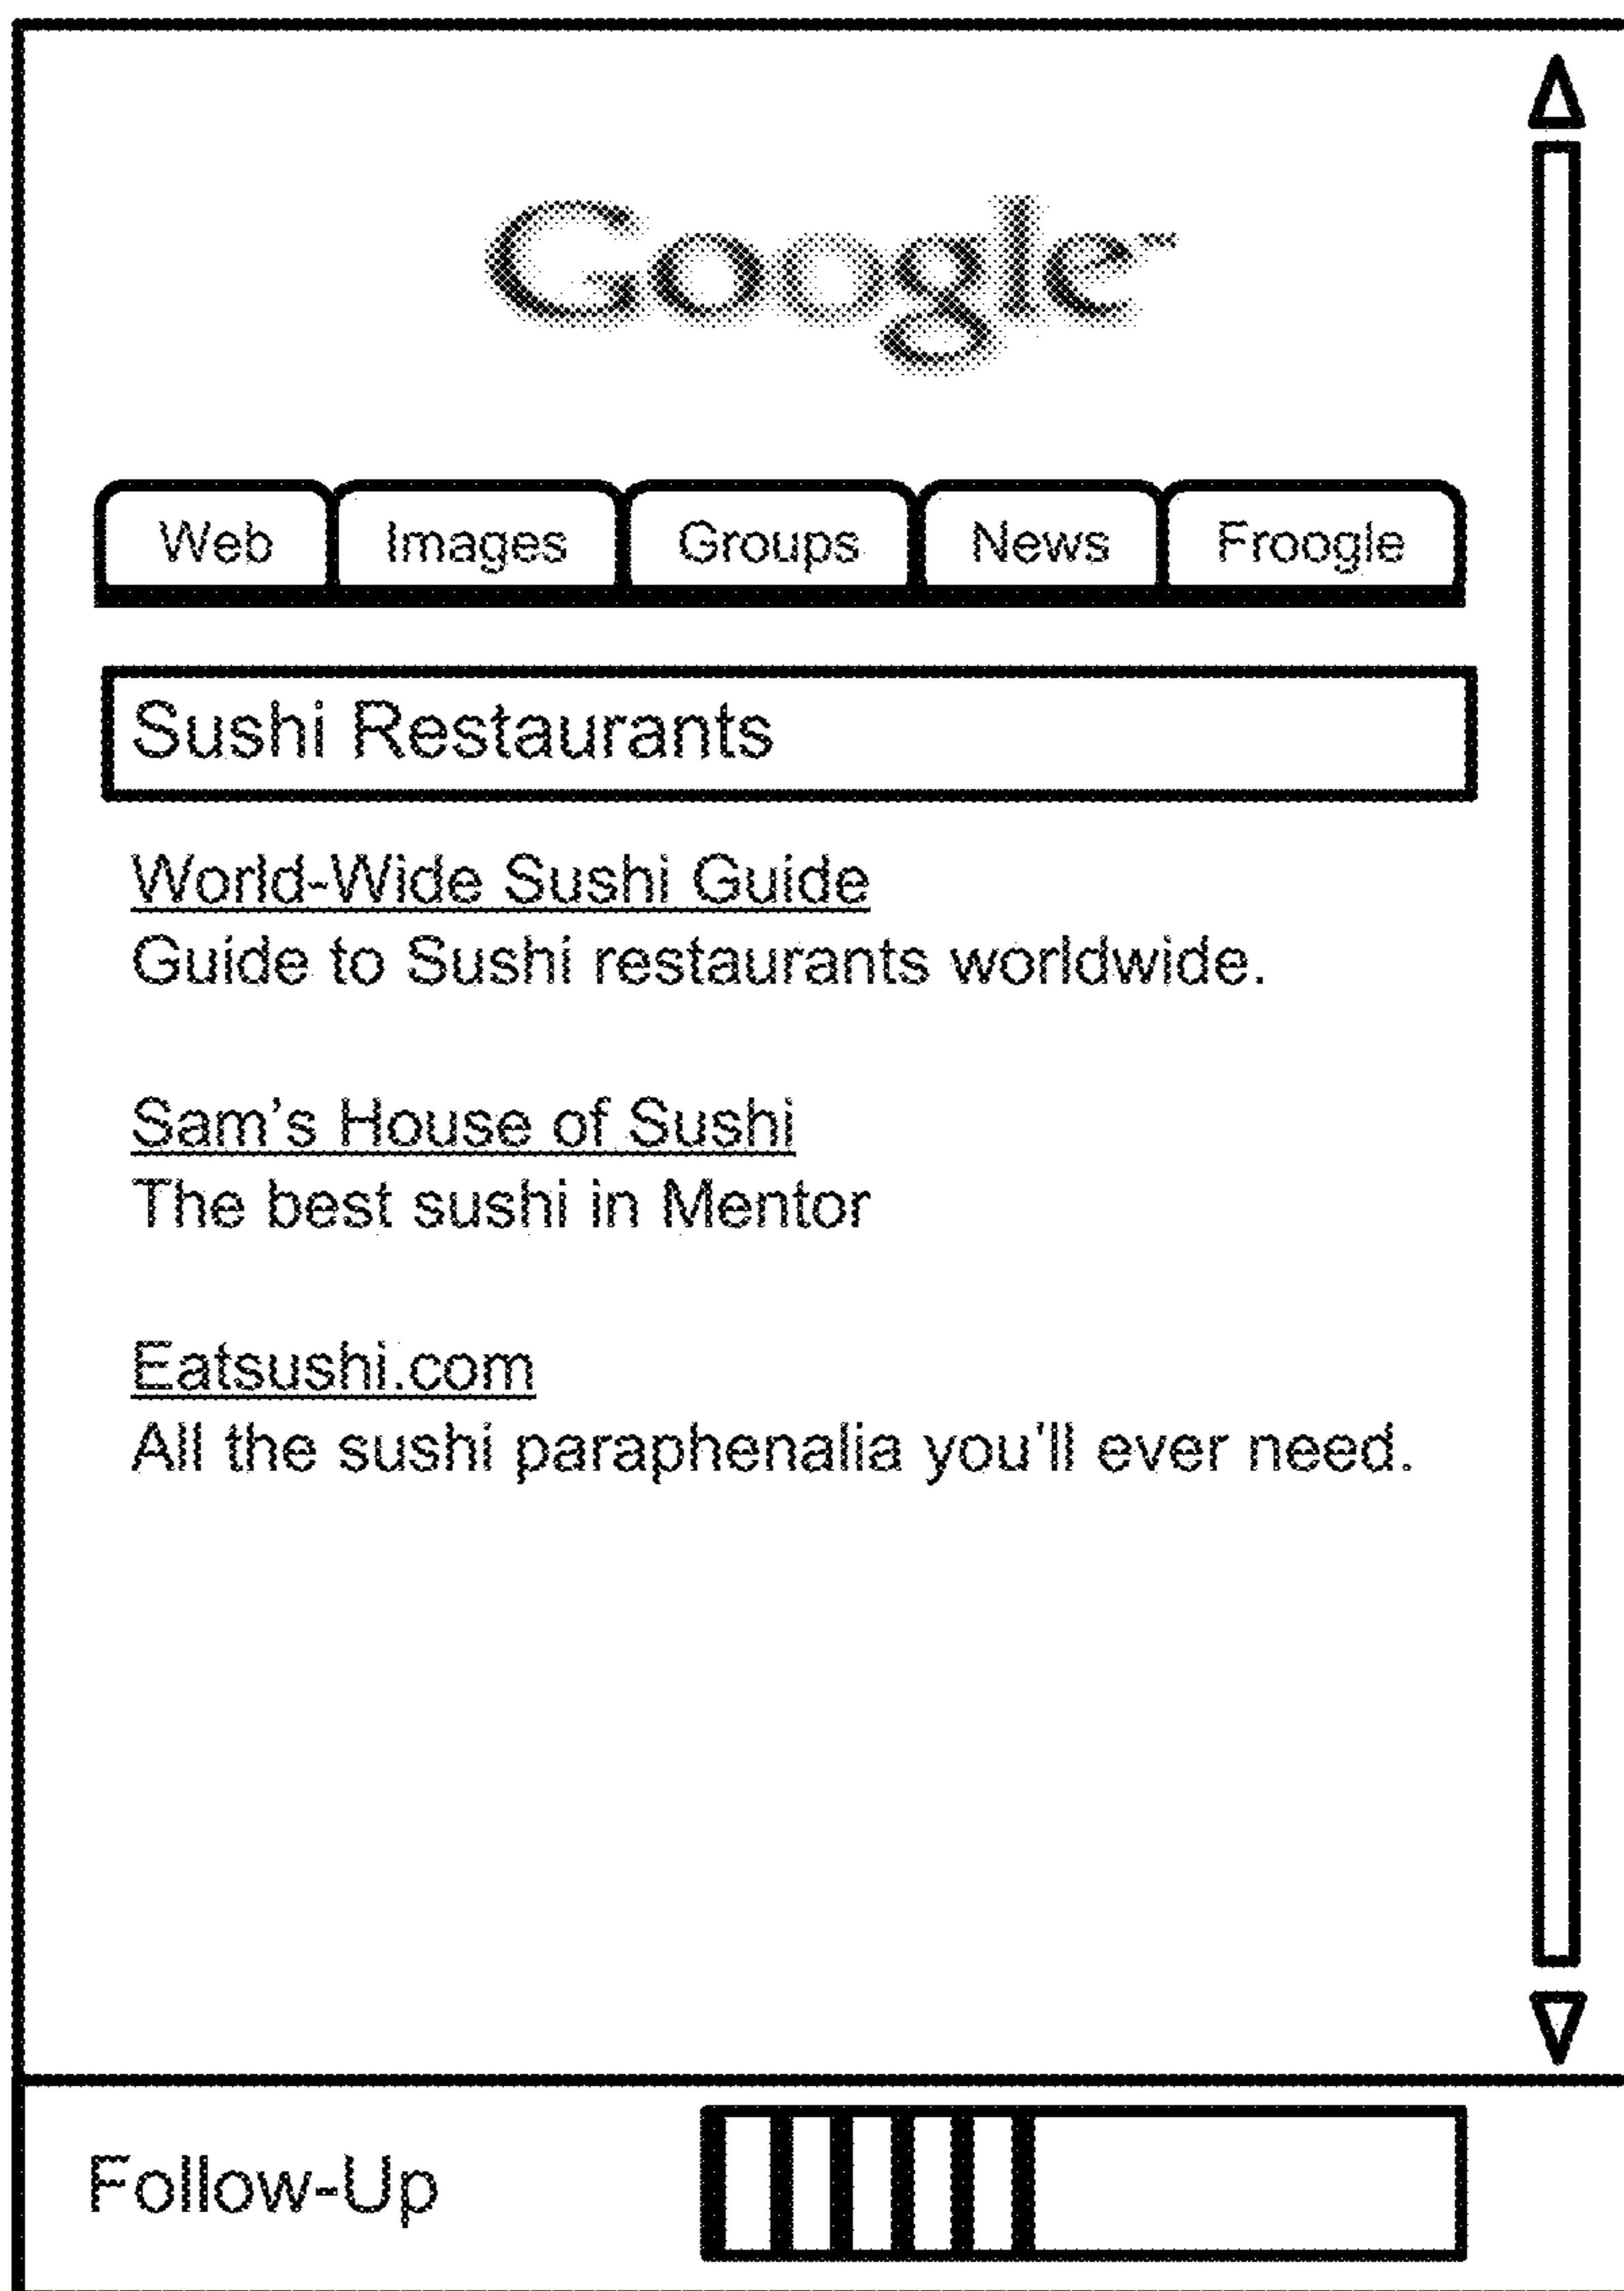 Google™
Web Images Groups News Froogle
Sushi Restaurants
World-Wide Sushi Guide
Guide to Sushi restaurants worldwide.
Sam's House of Sushi
The best sushi in Mentor
Eatsushi.com
All the sushi paraphenalia you'll ever need.
Follow-Up